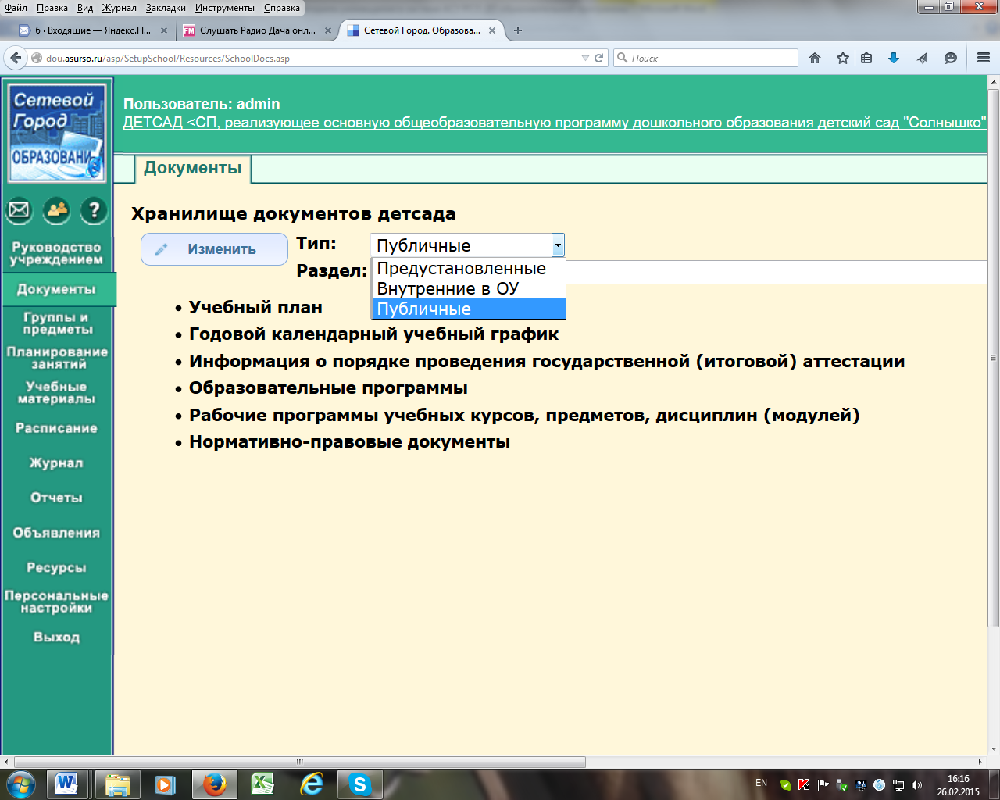 Файл Правка Вид Журнал Закладки Инструменты Справка
6 · Входящие — Яндекс.П...
FM Слушать Радио Дача онл...
Сетевой Город. Образова...
dou.asurso.ru/asp/SetupSchool/Resources/SchoolDocs.asp
Поиск
Сетевой
Город
ОБРАЗОВАНИ
Пользователь: admin
ДЕТСАД <СП, реализующее основную общеобразовательную программу дошкольного образования детский сад "Солнышко"
Документы
Хранилище документов детсада
Изменить
Тип:
Публичные
Раздел:
Предустановленные
Внутренние в ОУ
Публичные
• Учебный план
• Годовой календарный учебный график
• Информация о порядке проведения государственной (итоговой) аттестации
• Образовательные программы
• Рабочие программы учебных курсов, предметов, дисциплин (модулей)
• Нормативно-правовые документы
Руководство
учреждением
Документы
Группы и
предметы
Планирование
занятий
Учебные
материалы
Расписание
Журнал
Отчеты
Объявления
Ресурсы
Персональные
настройки
Выход
EN
16:16
26.02.2015